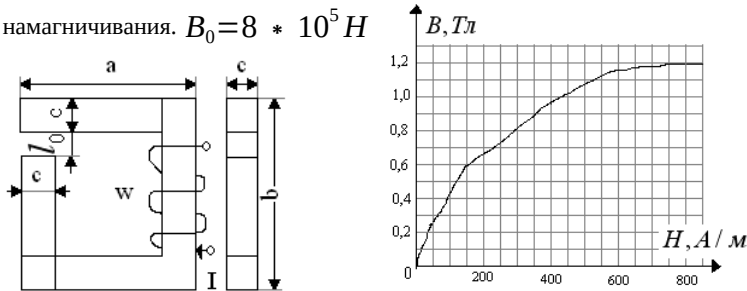 намагничивания. B₀=8 * 10⁵ H
a
c
c
l₀
c
W
b
I
B,Тл
1,2
1,0
0,8
0,6
0,4
0,2
0
200
400
600
800
H,A/м